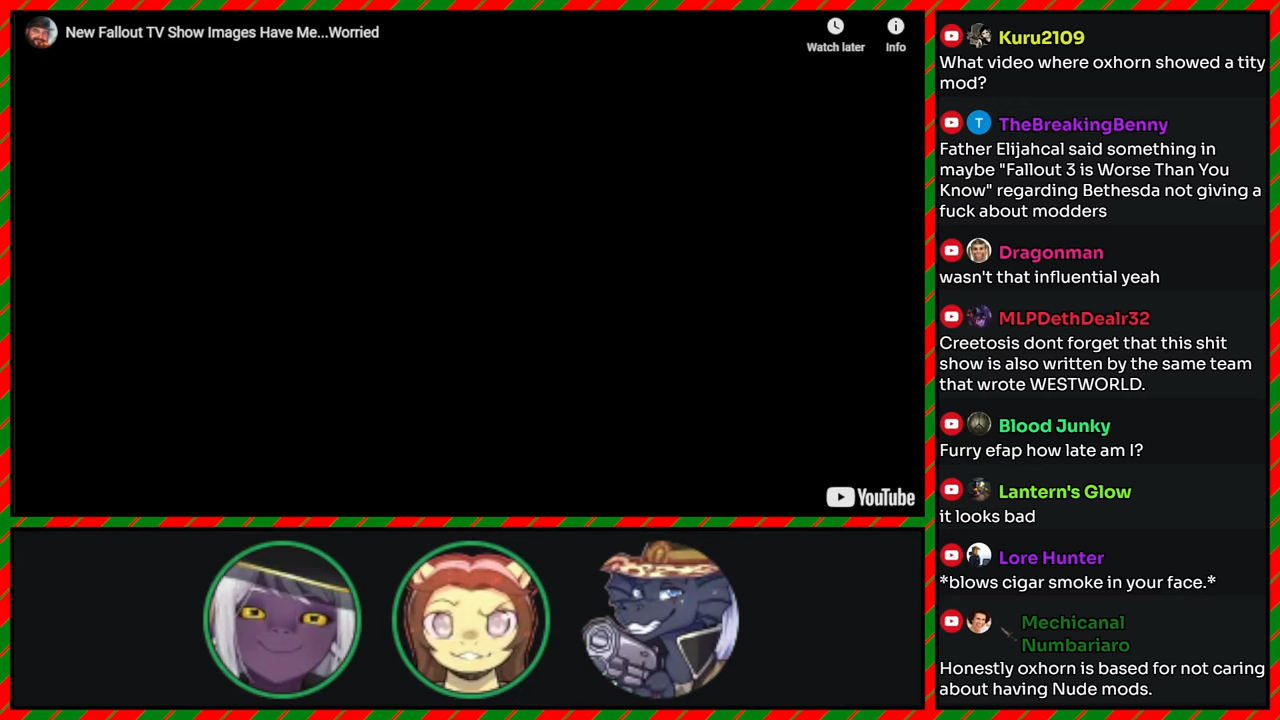 New Fallout TV Show Images Have Me...Worried
Watch later
Info
YouTube
Kuru2109
What video where oxhorn showed a tity
mod?
T
TheBreakingBenny
Father Elijahcal said something in
maybe "Fallout 3 is Worse Than You
Know" regarding Bethesda not giving a
fuck about modders
Dragonman
wasn't that influential yeah
MLPDethDealr32
Creetosis dont forget that this shit
show is also written by the same team
that wrote WESTWORLD.
Blood Junky
Furry efap how late am I?
Lantern's Glow
it looks bad
Lore Hunter
*blows cigar smoke in your face.*
Mechicanal
Numbariaro
Honestly oxhorn is based for not caring
about having Nude mods.